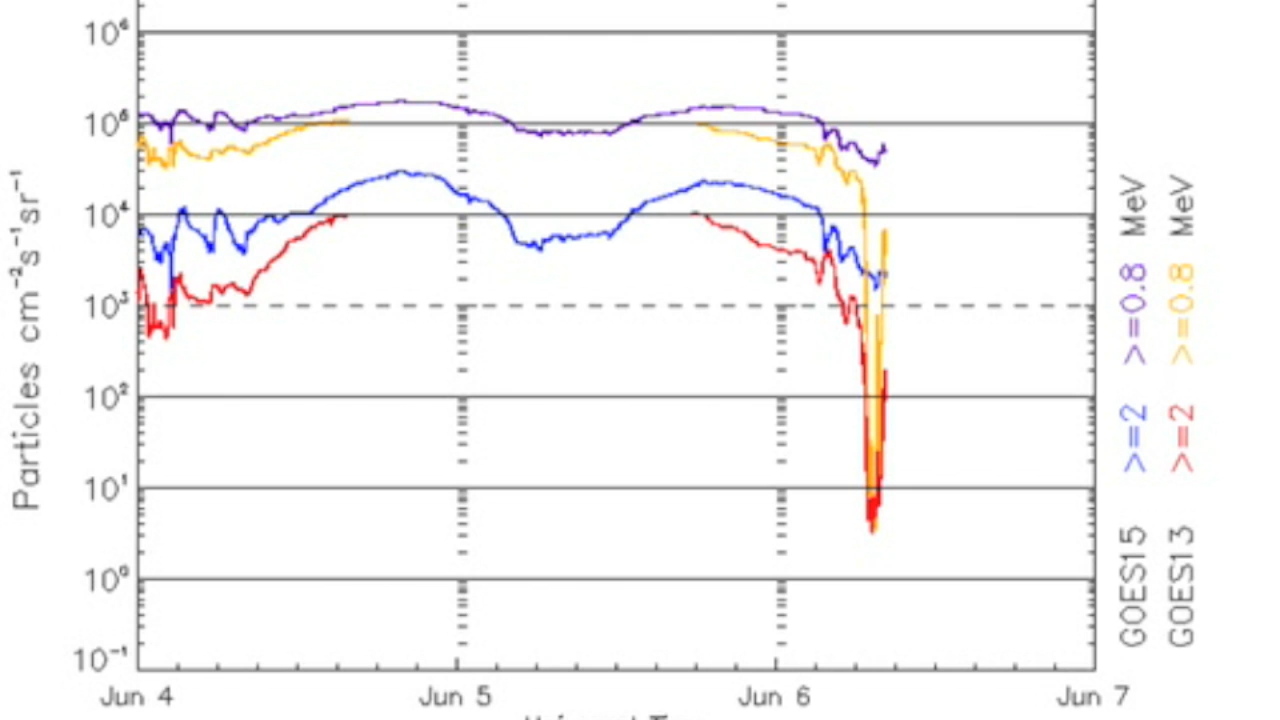 10⁶
10⁵
10⁴
10³
10²
10¹
10⁰
10⁻¹
Particles cm⁻²s⁻¹sr⁻¹
Jun 4 Jun 5 Jun 6 Jun 7
GOES15 >=2 >=0.8 MeV
GOES13 >=2 >=0.8 MeV